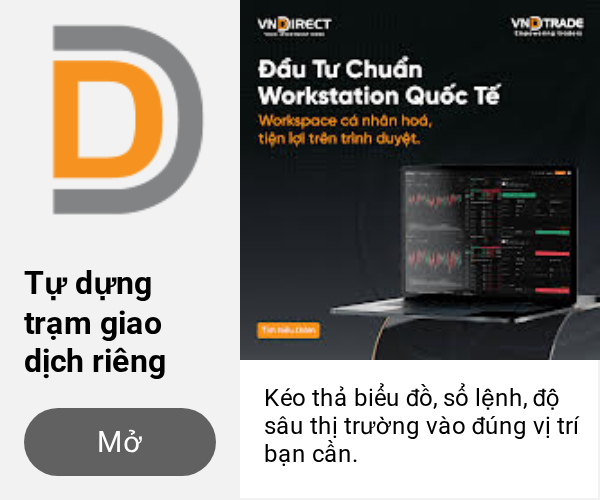 D
Tự dựng
trạm giao
dịch riêng
Mở
VNDIRECT
VNDTRADE
Empowering traders
Đầu Tư Chuẩn
Workstation Quốc Tế
Workspace cá nhân hoá,
tiện lợi trên trình duyệt.
Tìm hiểu thêm
Kéo thả biểu đồ, sổ lệnh, độ
sâu thị trường vào đúng vị trí
bạn cần.